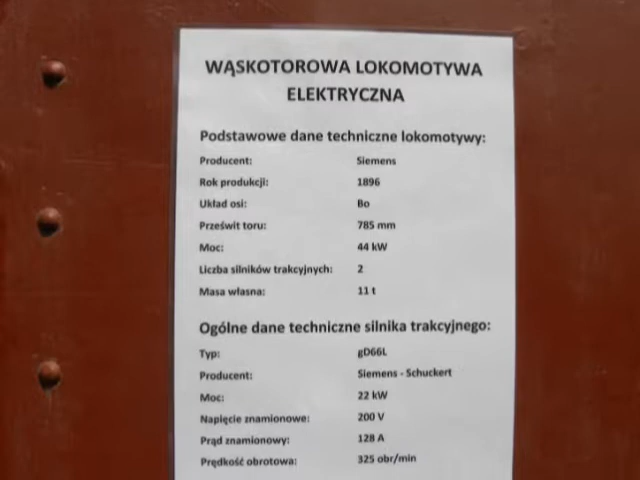 WĄSKOTOROWA LOKOMOTYWA
ELEKTRYCZNA
Podstawowe dane techniczne lokomotywy:
Producent: Siemens
Rok produkcji: 1896
Układ osi: Bo
Prześwit toru: 785 mm
Moc: 44 kW
Liczba silników trakcyjnych: 2
Masa własna: 11 t
Ogólne dane techniczne silnika trakcyjnego:
Typ: gD66L
Producent: Siemens - Schuckert
Moc: 22 kW
Napięcie znamionowe: 200 V
Prąd znamionowy: 128 A
Prędkość obrotowa: 325 obr/min